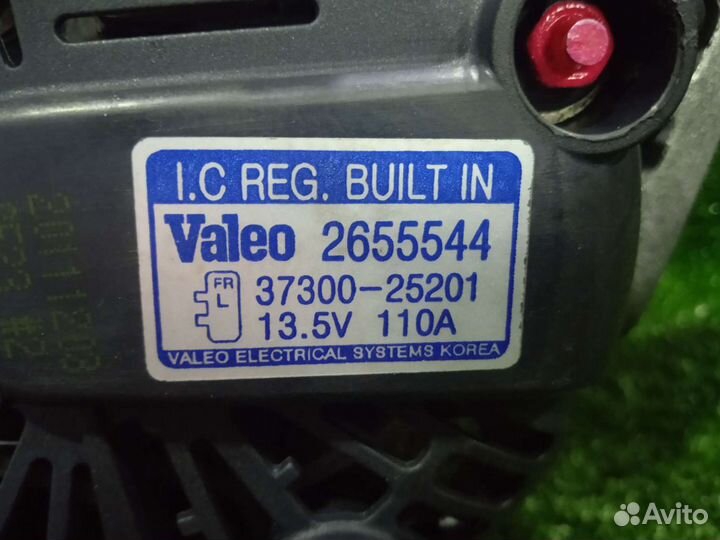 I.C REG. BUILT IN
Valeo 2655544
FR
L
37300-25201
13.5V 110A
VALEO ELECTRICAL SYSTEMS KOREA
Avito